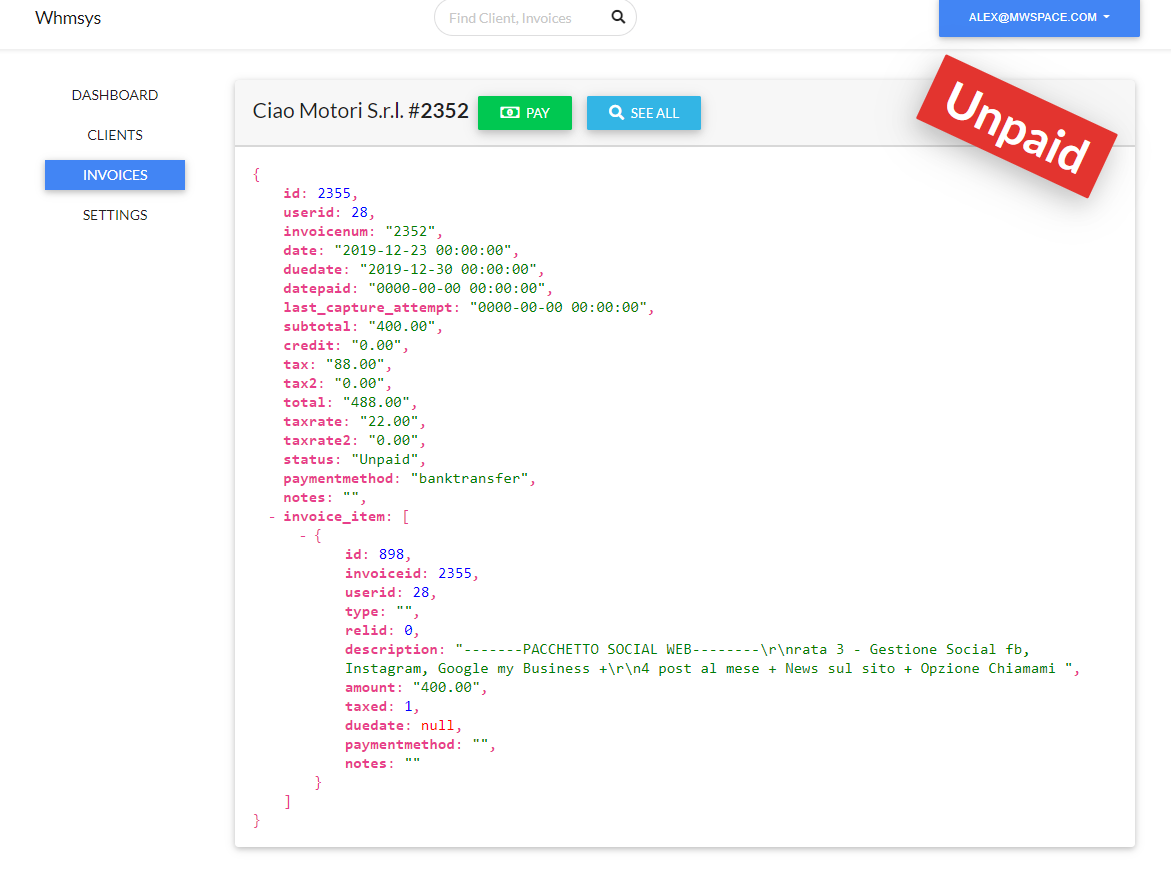 Whmsys
Find Client, Invoices
ALEX@MWSPACE.COM
DASHBOARD
CLIENTS
INVOICES
SETTINGS
Ciao Motori S.r.l. #2352
PAY
SEE ALL
Unpaid
{
id: 2355,
userid: 28,
invoicenum: "2352",
date: "2019-12-23 00:00:00",
duedate: "2019-12-30 00:00:00",
datepaid: "0000-00-00 00:00:00",
last_capture_attempt: "0000-00-00 00:00:00",
subtotal: "400.00",
credit: "0.00",
tax: "88.00",
tax2: "0.00",
total: "488.00",
taxrate: "22.00",
taxrate2: "0.00",
status: "Unpaid",
paymentmethod: "banktransfer",
notes: "",
- invoice_item: [
- {
id: 898,
invoiceid: 2355,
userid: 28,
type: "",
relid: 0,
description: "-------PACCHETTO SOCIAL WEB--------\r\nrata 3 - Gestione Social fb,
Instagram, Google my Business +\r\n4 post al mese + News sul sito + Opzione Chiamami ",
amount: "400.00",
taxed: 1,
duedate: null,
paymentmethod: "",
notes: ""
}
]
}